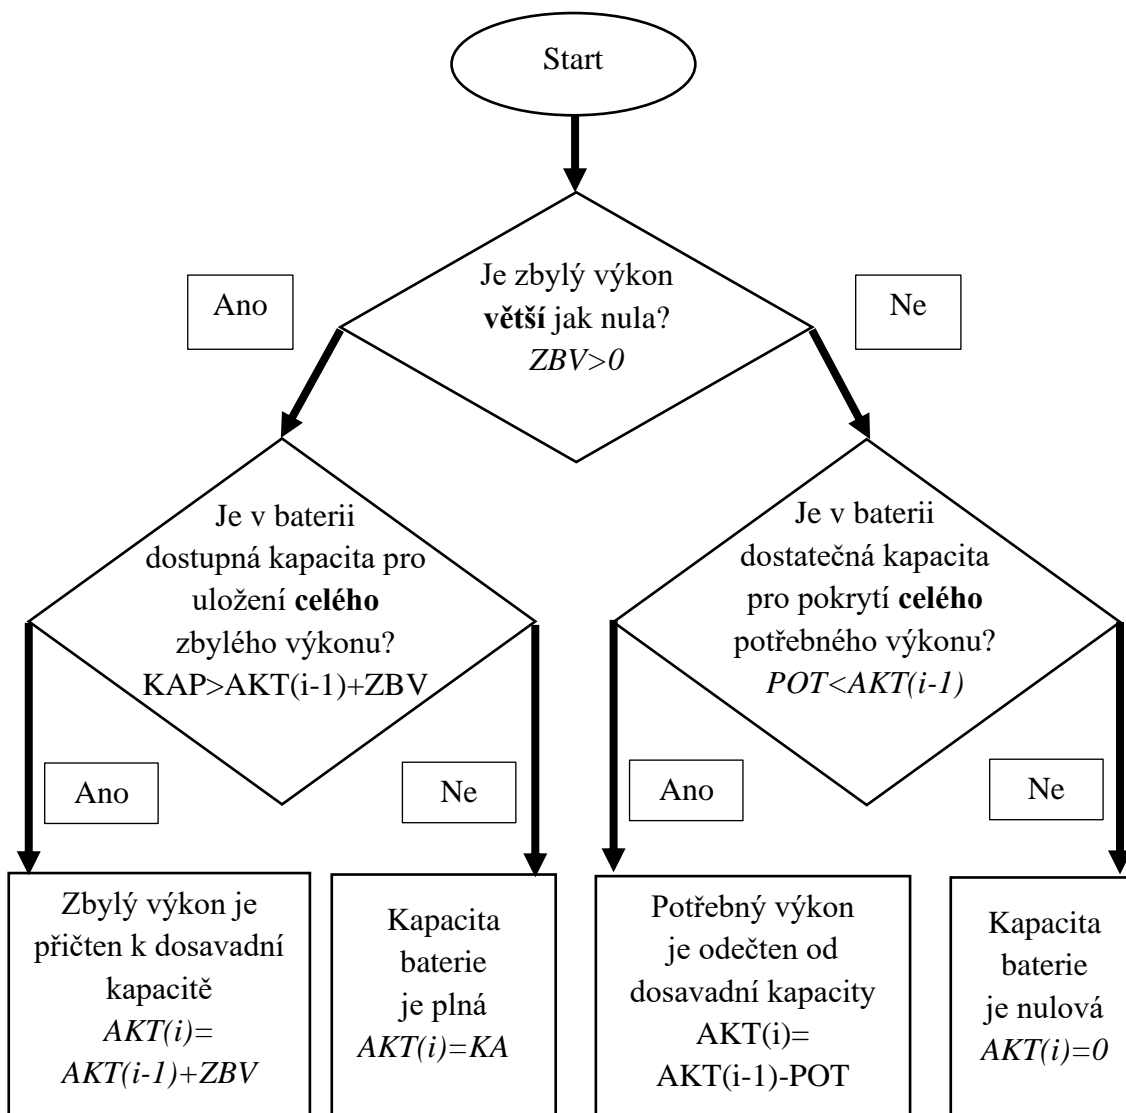 Start
Je zbylý výkon
větší jak nula?
ZBV>0
Ano
Ne
Je v baterii
dostupná kapacita pro
uložení celého
zbylého výkonu?
KAP>AKT(i-1)+ZBV
Je v baterii
dostatečná kapacita
pro pokrytí celého
potřebného výkonu?
POT<AKT(i-1)
Ano
Ne
Ano
Ne
Zbylý výkon je
přičten k dosavadní
kapacitě
AKT(i)=
AKT(i-1)+ZBV
Kapacita
baterie
je plná
AKT(i)=KA
Potřebný výkon
je odečten od
dosavadní kapacity
AKT(i)=
AKT(i-1)-POT
Kapacita
baterie
je nulová
AKT(i)=0